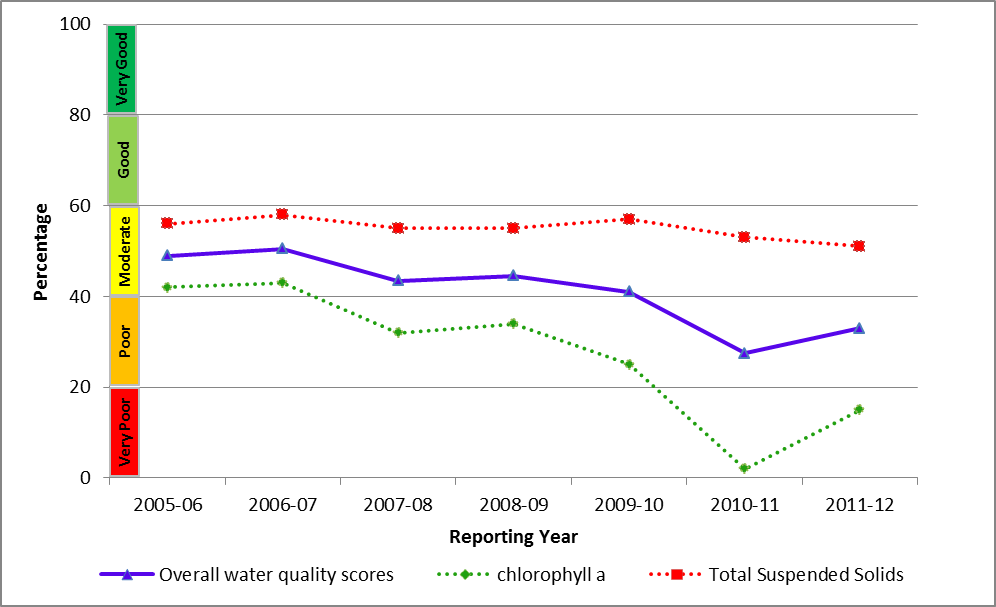 100
80
60
40
20
0
Percentage
Very Good
Good
Moderate
Poor
Very Poor
2005-06 2006-07 2007-08 2008-09 2009-10 2010-11 2011-12
Reporting Year
Overall water quality scores chlorophyll a Total Suspended Solids